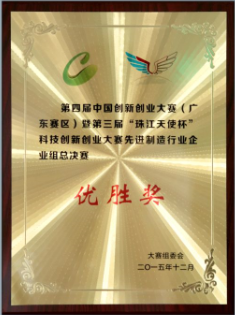 第四届中国创新创业大赛（广
东赛区）暨第三届“珠江天使杯”
科技创新创业大赛先进制造行业企
业组总决赛
优胜奖
大赛组委会
二〇一五年十二月